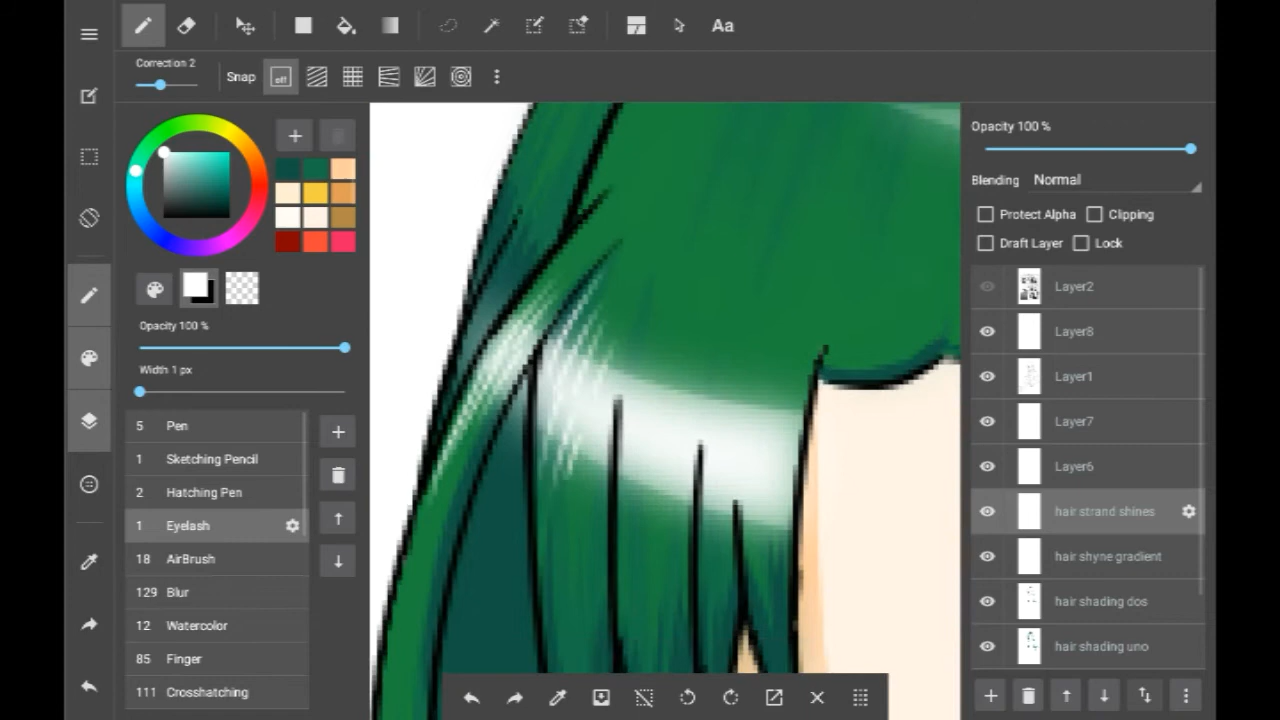 Aa
Correction 2
Snap
off
Opacity 100 %
Width 1 px
5 Pen
1 Sketching Pencil
2 Hatching Pen
1 Eyelash
18 AirBrush
129 Blur
12 Watercolor
85 Finger
111 Crosshatching
Opacity 100 %
Blending Normal
Protect Alpha Clipping
Draft Layer Lock
Layer2
Layer8
Layer1
Layer7
Layer6
hair strand shines
hair shyne gradient
hair shading dos
hair shading uno